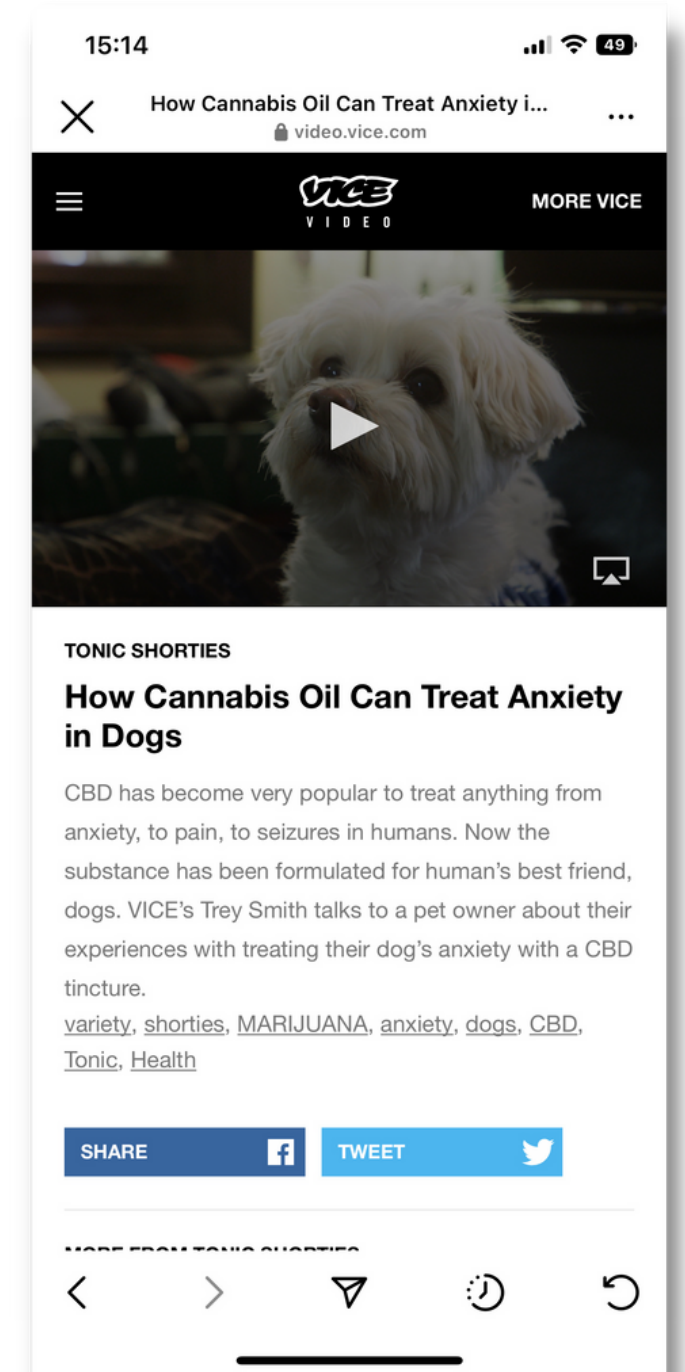 15:14
49
How Cannabis Oil Can Treat Anxiety i...
video.vice.com
VICE
VIDEO
MORE VICE
TONIC SHORTIES
How Cannabis Oil Can Treat Anxiety
in Dogs
CBD has become very popular to treat anything from
anxiety, to pain, to seizures in humans. Now the
substance has been formulated for human’s best friend,
dogs. VICE’s Trey Smith talks to a pet owner about their
experiences with treating their dog’s anxiety with a CBD
tincture.
variety, shorties, MARIJUANA, anxiety, dogs, CBD,
Tonic, Health
SHARE
TWEET
MORE FROM TONIC SHORTIES